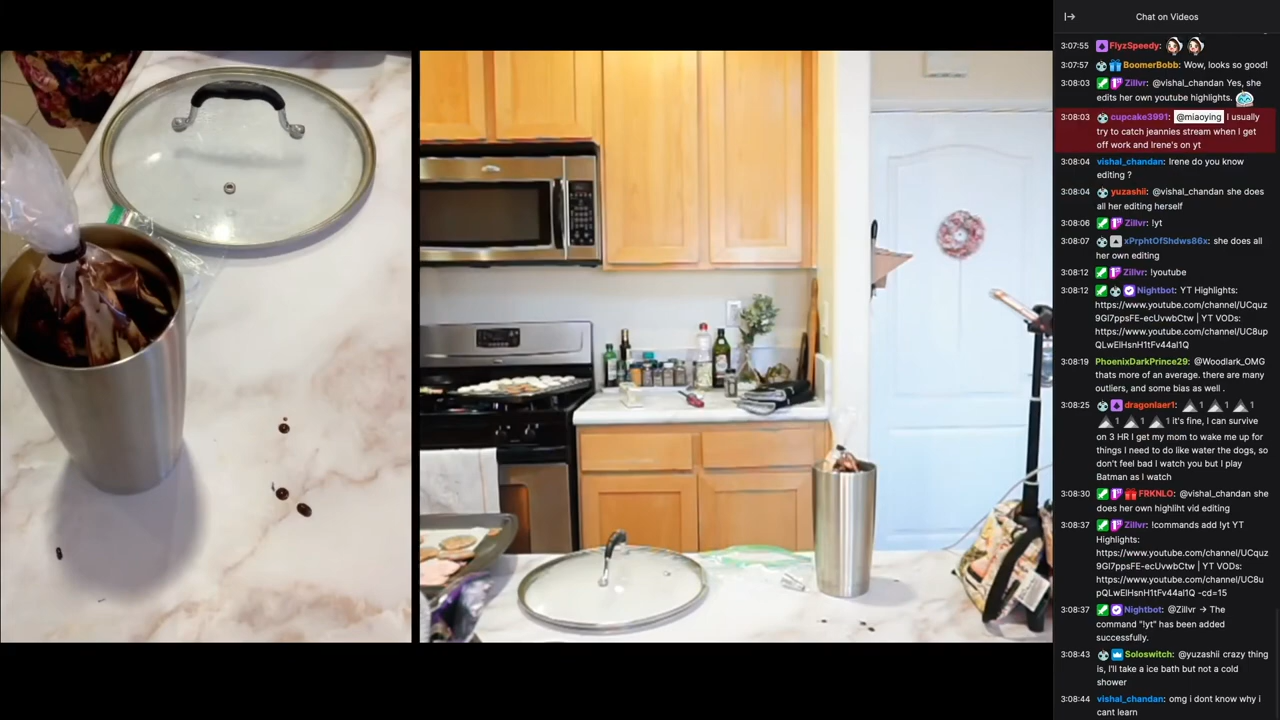 Chat on Videos
3:07:55 FlyzSpeedy:
3:07:57 BoomerBobb: Wow, looks so good!
3:08:03 Zillvr: @vishal_chandan Yes, she
edits her own youtube highlights.
3:08:03 cupcake3991: @miaoying I usually
try to catch jeannies stream when I get
off work and Irene's on yt
3:08:04 vishal_chandan: Irene do you know
editing ?
3:08:04 yuzashii: @vishal_chandan she does
all her editing herself
3:08:06 Zillvr: !yt
3:08:07 xPrphtOfShdws86x: she does all
her own editing
3:08:12 Zillvr: !youtube
3:08:12 Nightbot: YT Highlights:
https://www.youtube.com/channel/UCquz
9Gl7ppsFE-ecUvwbCtw | YT VODs:
https://www.youtube.com/channel/UC8up
QLwElHsnH1tFv44al1Q
3:08:19 PhoenixDarkPrince29: @Woodlark_OMG
thats more of an average. there are many
outliers, and some bias as well .
3:08:25 dragonlaer1: 1 1 1
1 1 1 it's fine, I can survive
on 3 HR I get my mom to wake me up for
things I need to do like water the dogs, so
don't feel bad I watch you but I play
Batman as I watch
3:08:30 FRKNLO: @vishal_chandan she
does her own highliht vid editing
3:08:37 Zillvr: !commands add !yt YT
Highlights:
https://www.youtube.com/channel/UCquz
9Gl7ppsFE-ecUvwbCtw | YT VODs:
https://www.youtube.com/channel/UC8u
pQLwElHsnH1tFv44al1Q -cd=15
3:08:37 Nightbot: @Zillvr -> The
command "!yt" has been added
successfully.
3:08:43 Soloswitch: @yuzashii crazy thing
is, I'll take a ice bath but not a cold
shower
3:08:44 vishal_chandan: omg i dont know why i
cant learn